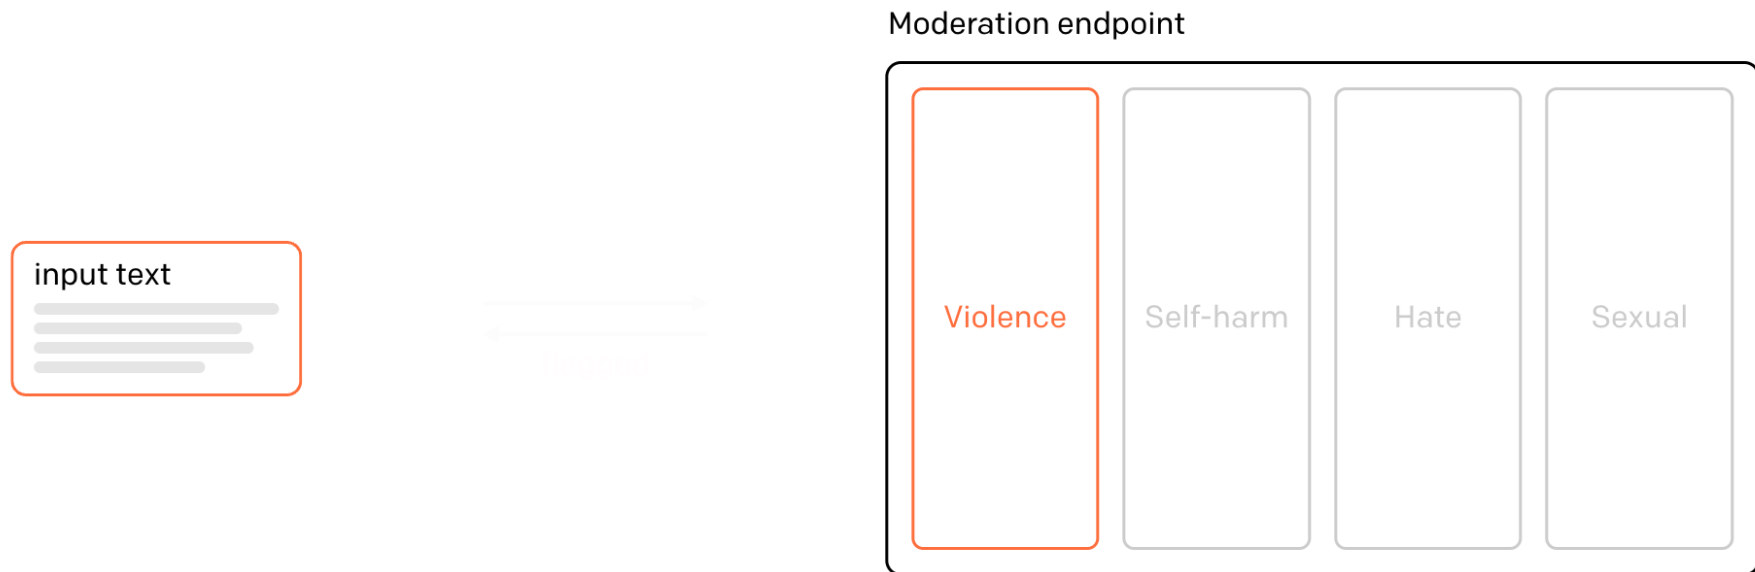 Moderation endpoint
input text
Violence
Self-harm
Hate
Sexual